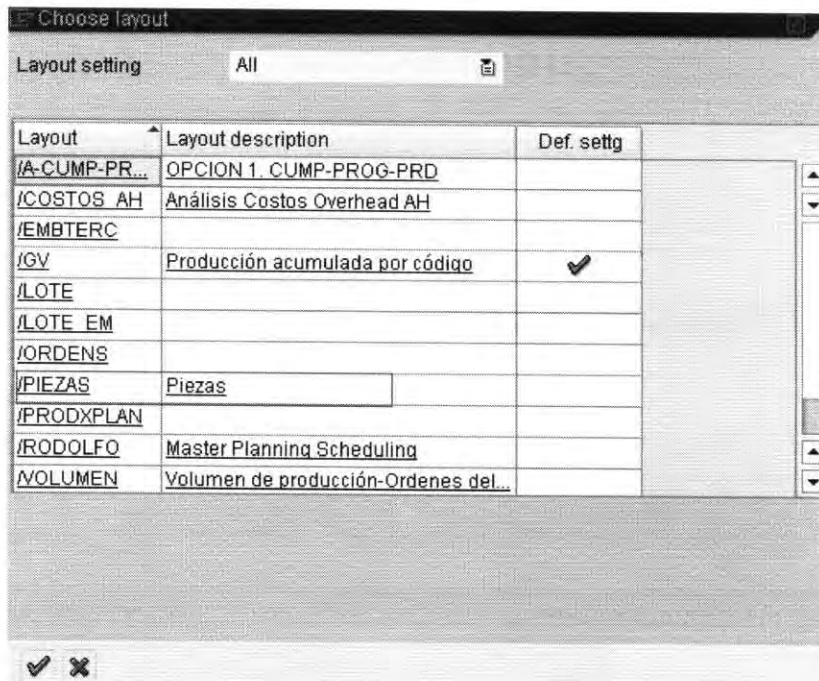 Choose layout
Layout setting All
Layout Layout description Def. settg
/A-CUMP-PR... OPCION 1. CUMP-PROG-PRD
/COSTOS_AH Análisis Costos Overhead AH
/EMBTERC
/GV Producción acumulada por código
/LOTE
/LOTE_EM
/ORDENS
/PIEZAS Piezas
/PRODXPLAN
/RODOLFO Master Planning Scheduling
/VOLUMEN Volumen de producción-Ordenes del...